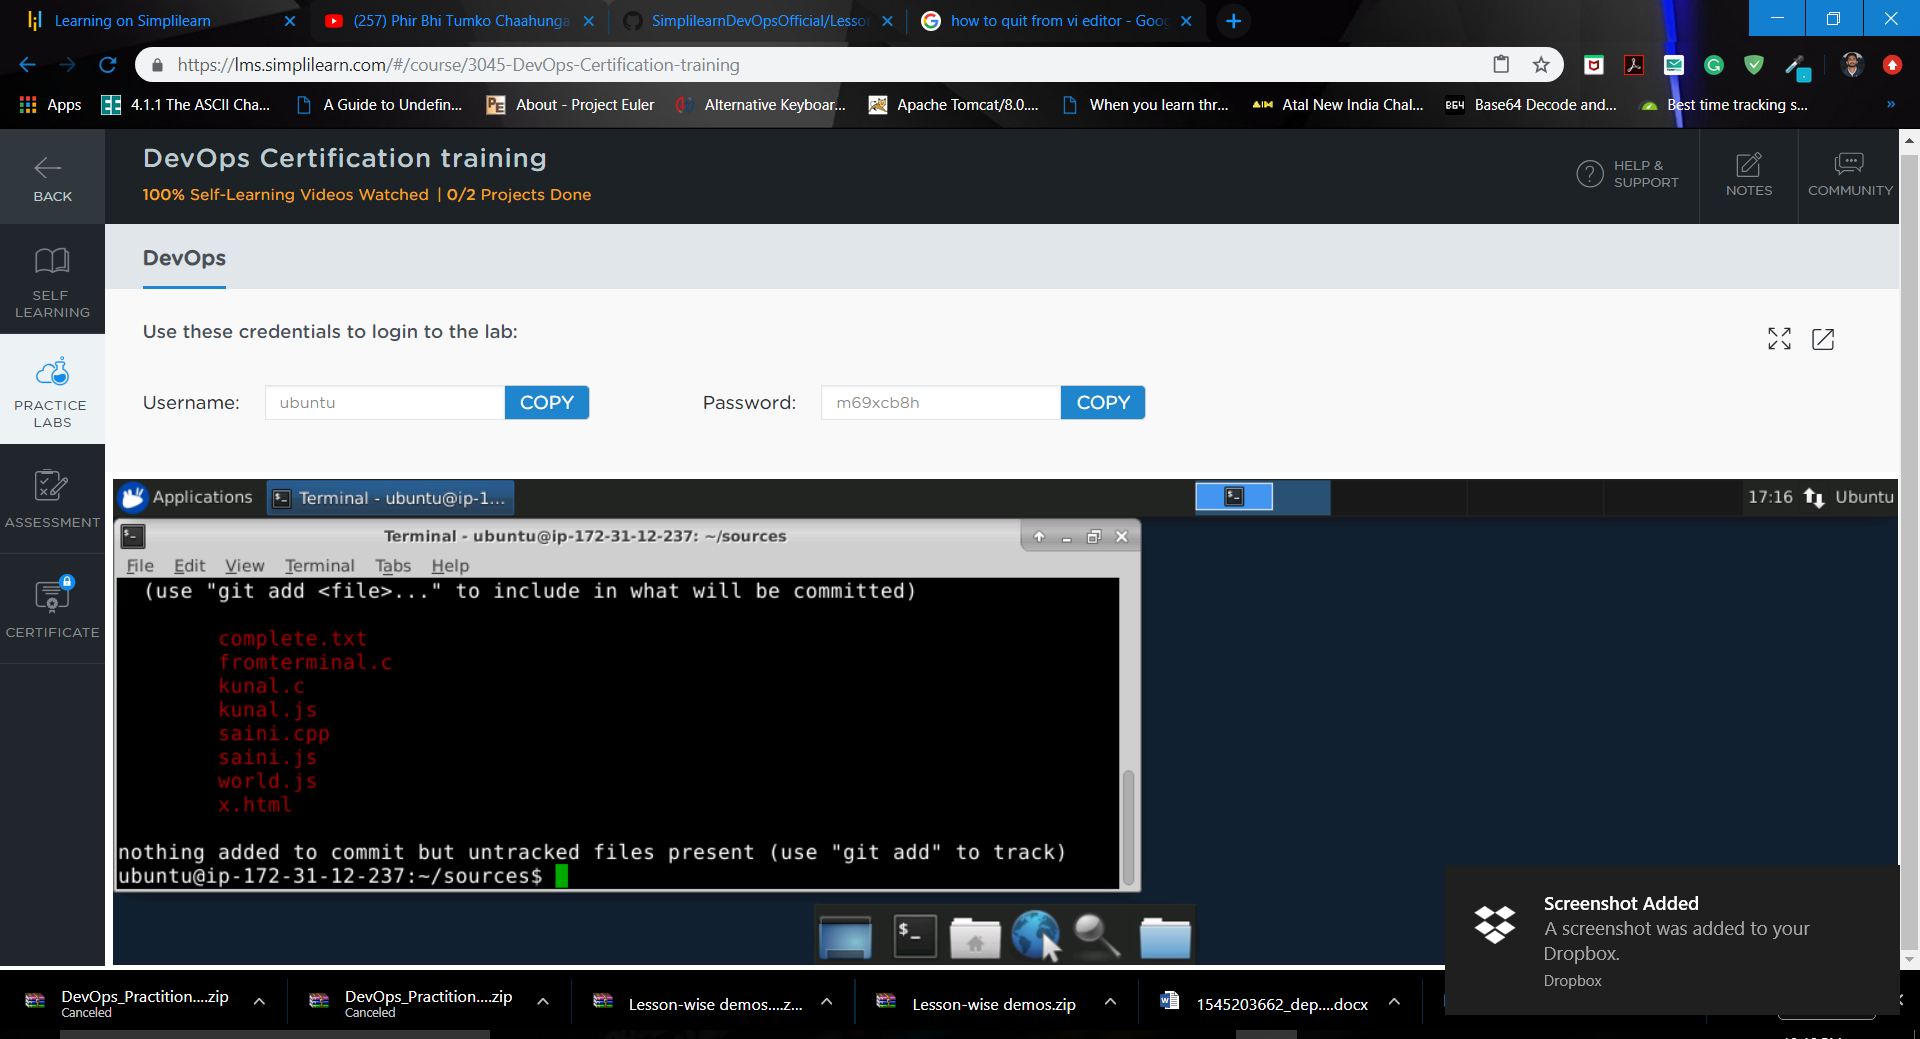 Learning on Simplilearn
(257) Phir Bhi Tumko Chaahunga
SimplilearnDevOpsOfficial/Lesso
how to quit from vi editor - Goog
https://lms.simplilearn.com/#/course/3045-DevOps-Certification-training
Apps
4.1.1 The ASCII Cha...
A Guide to Undefin...
PE About - Project Euler
Alternative Keyboar...
Apache Tomcat/8.0....
When you learn thr...
AIM Atal New India Chal...
B64 Base64 Decode and...
Best time tracking s...
»
BACK
DevOps Certification training
100% Self-Learning Videos Watched | 0/2 Projects Done
HELP &
SUPPORT
NOTES
COMMUNITY
SELF
LEARNING
PRACTICE
LABS
ASSESSMENT
CERTIFICATE
DevOps
Use these credentials to login to the lab:
Username:
ubuntu
COPY
Password:
m69xcb8h
COPY
Applications
Terminal - ubuntu@ip-1...
17:16
Ubuntu
Terminal - ubuntu@ip-172-31-12-237: ~/sources
File Edit View Terminal Tabs Help
(use "git add <file>..." to include in what will be committed)
complete.txt
fromterminal.c
kunal.c
kunal.js
saini.cpp
saini.js
world.js
x.html
nothing added to commit but untracked files present (use "git add" to track)
ubuntu@ip-172-31-12-237:~/sources$
Screenshot Added
A screenshot was added to your
Dropbox.
Dropbox
DevOps_Practition....zip
Canceled
DevOps_Practition....zip
Canceled
Lesson-wise demos....z...
Lesson-wise demos.zip
1545203662_dep....docx